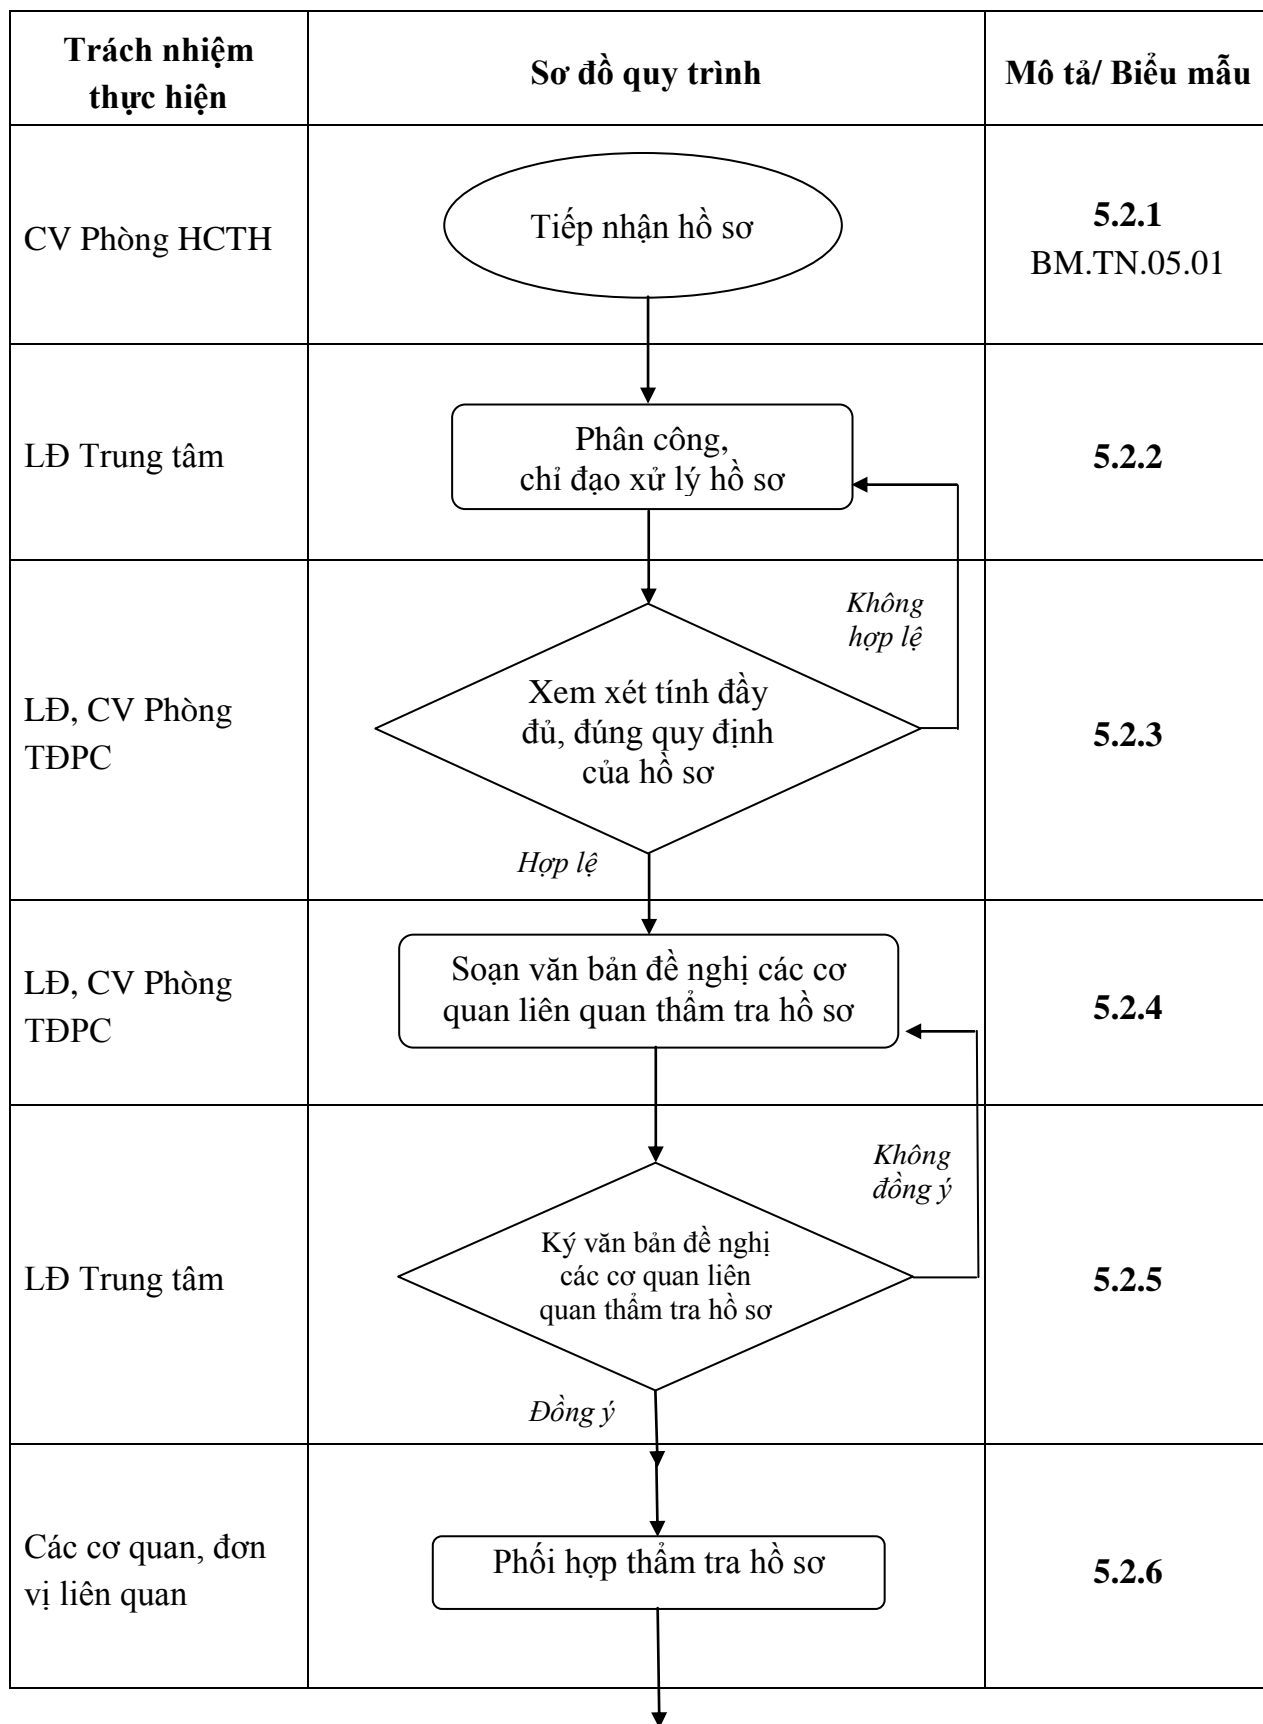 Trách nhiệm
thực hiện
Sơ đồ quy trình
Mô tả/ Biểu mẫu
CV Phòng HCTH
Tiếp nhận hồ sơ
5.2.1
BM.TN.05.01
LĐ Trung tâm
Phân công,
chỉ đạo xử lý hồ sơ
5.2.2
Không
hợp lệ
LĐ, CV Phòng
TĐPC
Xem xét tính đầy
đủ, đúng quy định
của hồ sơ
5.2.3
Hợp lệ
LĐ, CV Phòng
TĐPC
Soạn văn bản đề nghị các cơ
quan liên quan thẩm tra hồ sơ
5.2.4
Không
đồng ý
LĐ Trung tâm
Ký văn bản đề nghị
các cơ quan liên
quan thẩm tra hồ sơ
5.2.5
Đồng ý
Các cơ quan, đơn
vị liên quan
Phối hợp thẩm tra hồ sơ
5.2.6